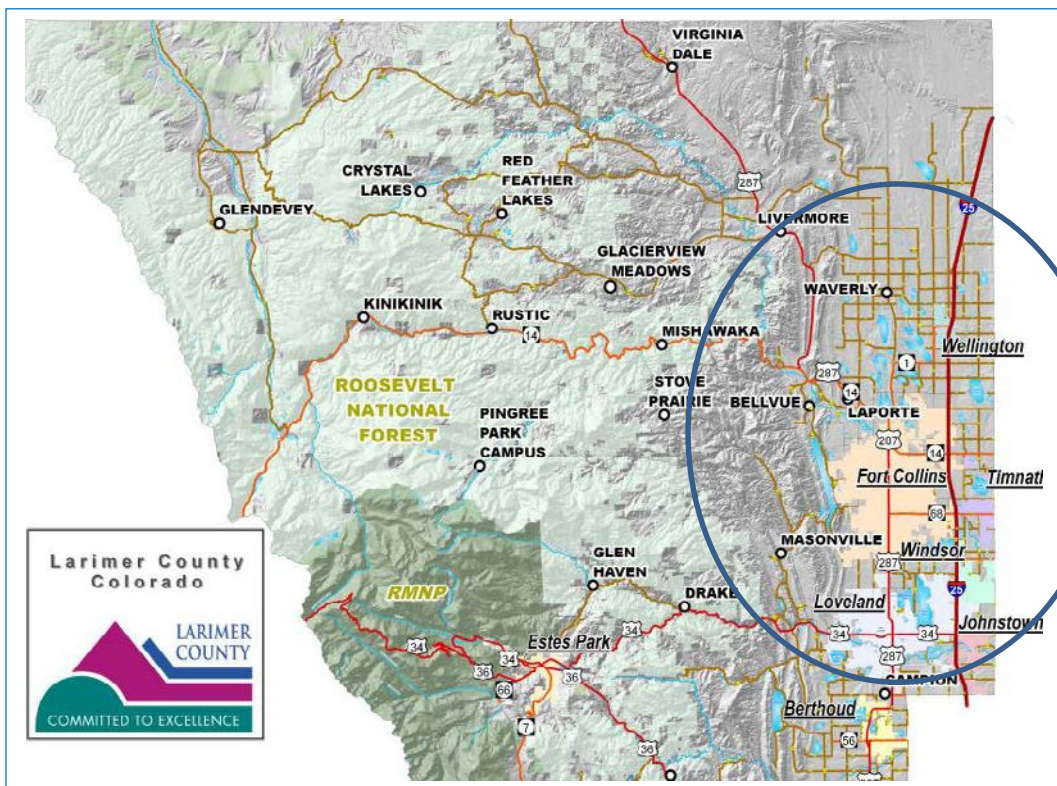 VIRGINIA
DALE
CRYSTAL
LAKES
RED
FEATHER
LAKES
287
25
GLENDEVEY
LIVERMORE
GLACIERVIEW
MEADOWS
WAVERLY
KINIKINIK
RUSTIC
14
MISHAWAKA
Wellington
1
287
ROOSEVELT
NATIONAL
FOREST
STOVE
PRAIRIE
BELLVUE
14
LAPORTE
PINGREE
PARK
CAMPUS
207
14
Fort Collins
Timnath
68
MASONVILLE
Windsor
287
GLEN
HAVEN
25
RMNP
DRAKE
Loveland
Johnstown
34
34
34
Estes Park
34
34
36
36
287
66
CAMPION
7
Berthoud
36
56
Larimer County
Colorado
LARIMER
COUNTY
COMMITTED TO EXCELLENCE